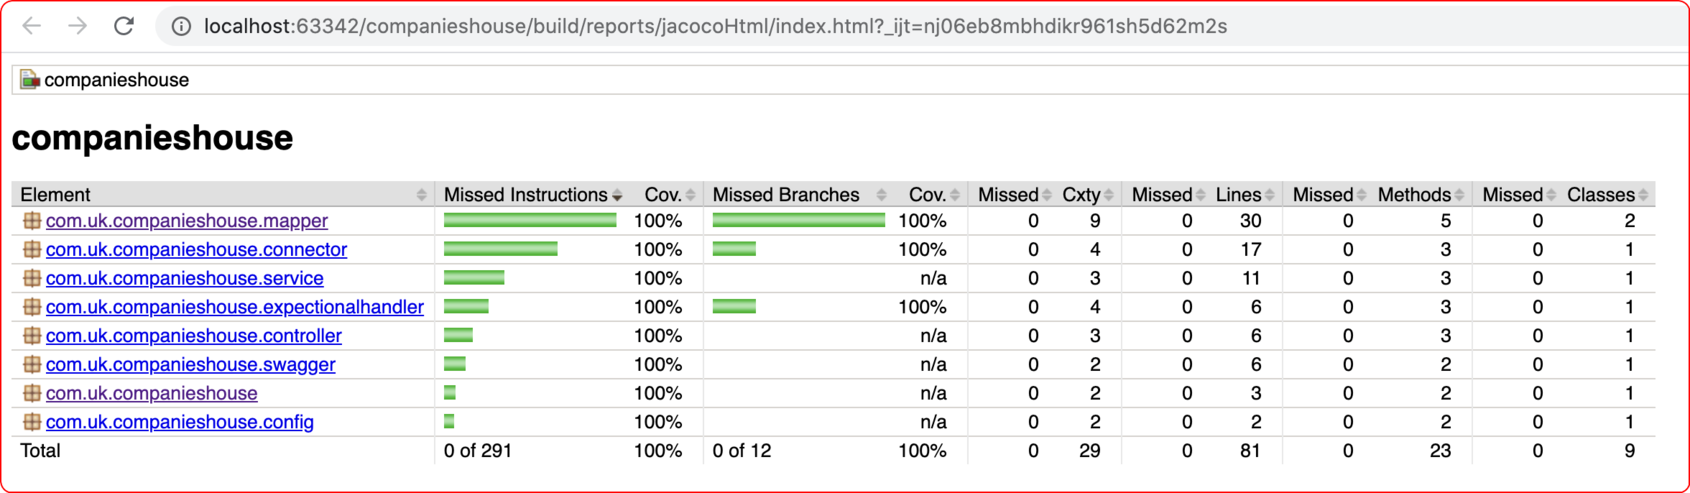 localhost:63342/companieshouse/build/reports/jacocoHtml/index.html?_ijt=nj06eb8mbhdikr961sh5d62m2s
companieshouse
companieshouse
Element Missed Instructions Cov. Missed Branches Cov. Missed Cxty Missed Lines Missed Methods Missed Classes
com.uk.companieshouse.mapper 100% 100% 0 9 0 30 0 5 0 2
com.uk.companieshouse.connector 100% 100% 0 4 0 17 0 3 0 1
com.uk.companieshouse.service 100% n/a 0 3 0 11 0 3 0 1
com.uk.companieshouse.expectionalhandler 100% 100% 0 4 0 6 0 3 0 1
com.uk.companieshouse.controller 100% n/a 0 3 0 6 0 3 0 1
com.uk.companieshouse.swagger 100% n/a 0 2 0 6 0 2 0 1
com.uk.companieshouse 100% n/a 0 2 0 3 0 2 0 1
com.uk.companieshouse.config 100% n/a 0 2 0 2 0 2 0 1
Total 0 of 291 100% 0 of 12 100% 0 29 0 81 0 23 0 9